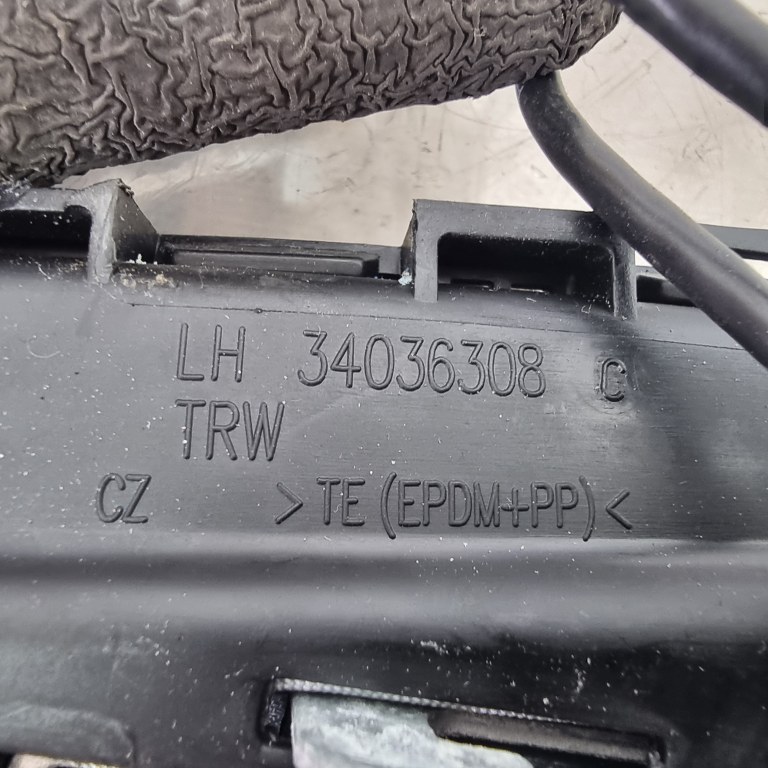 LH 34036308 C
TRW
CZ >TE(EPDM+PP)<